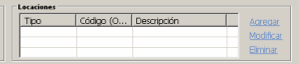 Locaciones
Tipo Código (O... Descripción
Agregar
Modificar
Eliminar